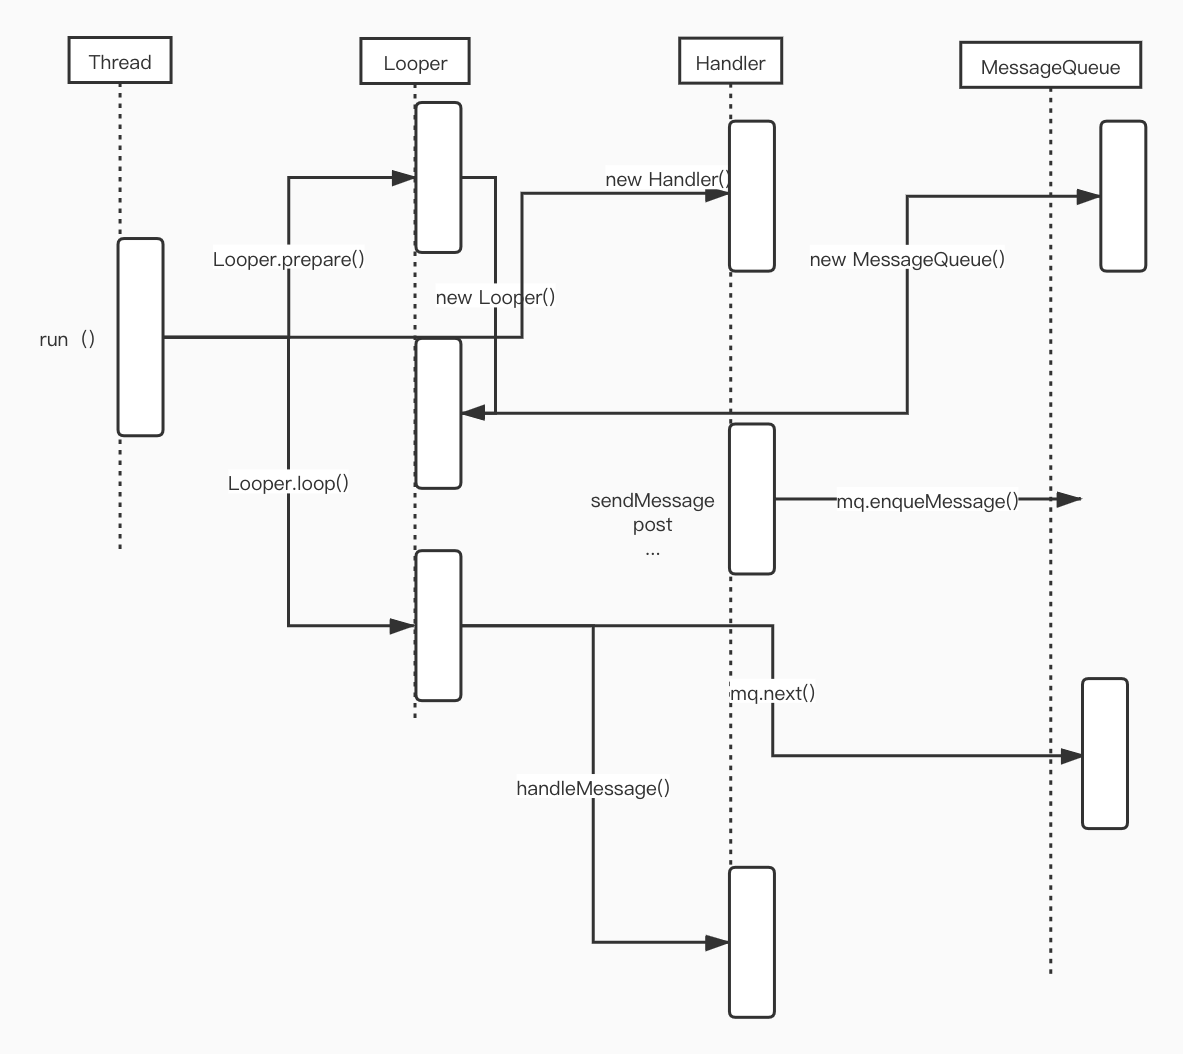 Thread
Looper
Handler
MessageQueue
new Handler()
Looper.prepare()
new MessageQueue()
new Looper()
run ()
Looper.loop()
sendMessage
post
...
mq.enqueMessage()
mq.next()
handleMessage()